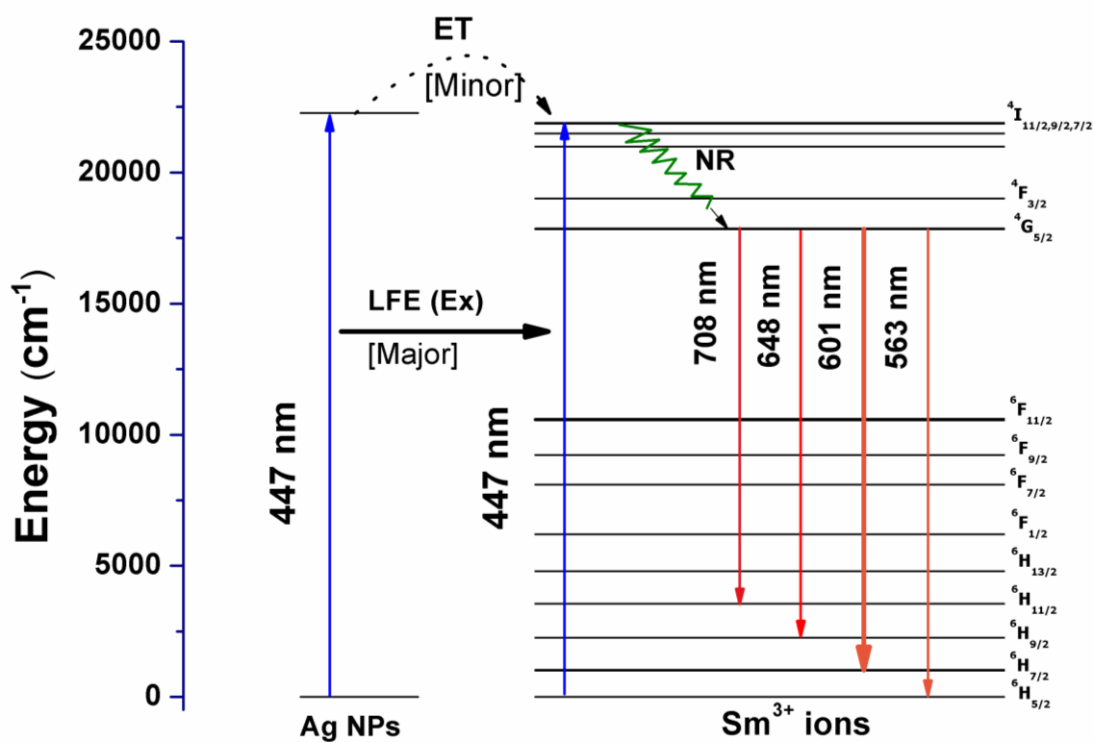 Energy (cm⁻¹)
25000
20000
15000
10000
5000
0
ET
[Minor]
LFE (Ex)
[Major]
447 nm
447 nm
NR
708 nm
648 nm
601 nm
563 nm
⁴I₁₁/₂,₉/₂,₇/₂
⁴F₃/₂
⁴G₅/₂
⁶F₁₁/₂
⁶F₉/₂
⁶F₇/₂
⁶F₁/₂
⁶H₁₃/₂
⁶H₁₁/₂
⁶H₉/₂
⁶H₇/₂
⁶H₅/₂
Ag NPs
Sm³⁺ ions